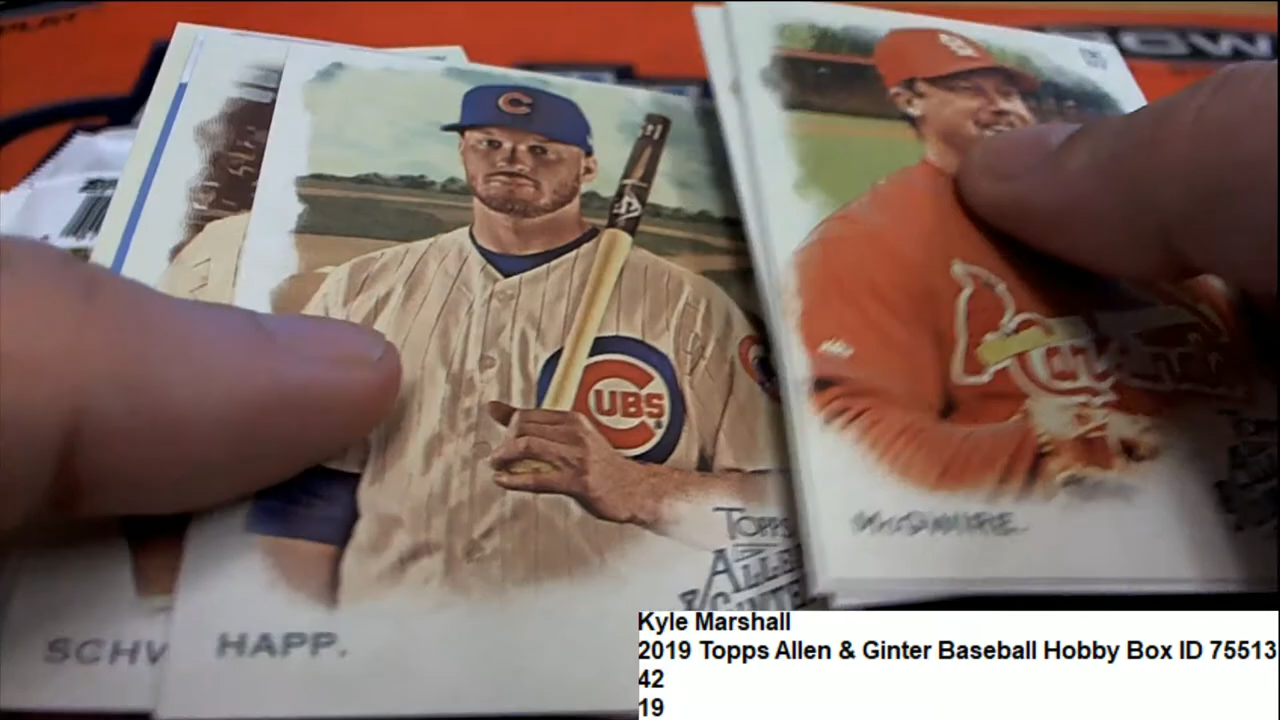 C
UBS
TOPPS
ALLEN
& GINTER
SCHW
HAPP.
McGWIRE.
Kyle Marshall
2019 Topps Allen & Ginter Baseball Hobby Box ID 75513
42
19